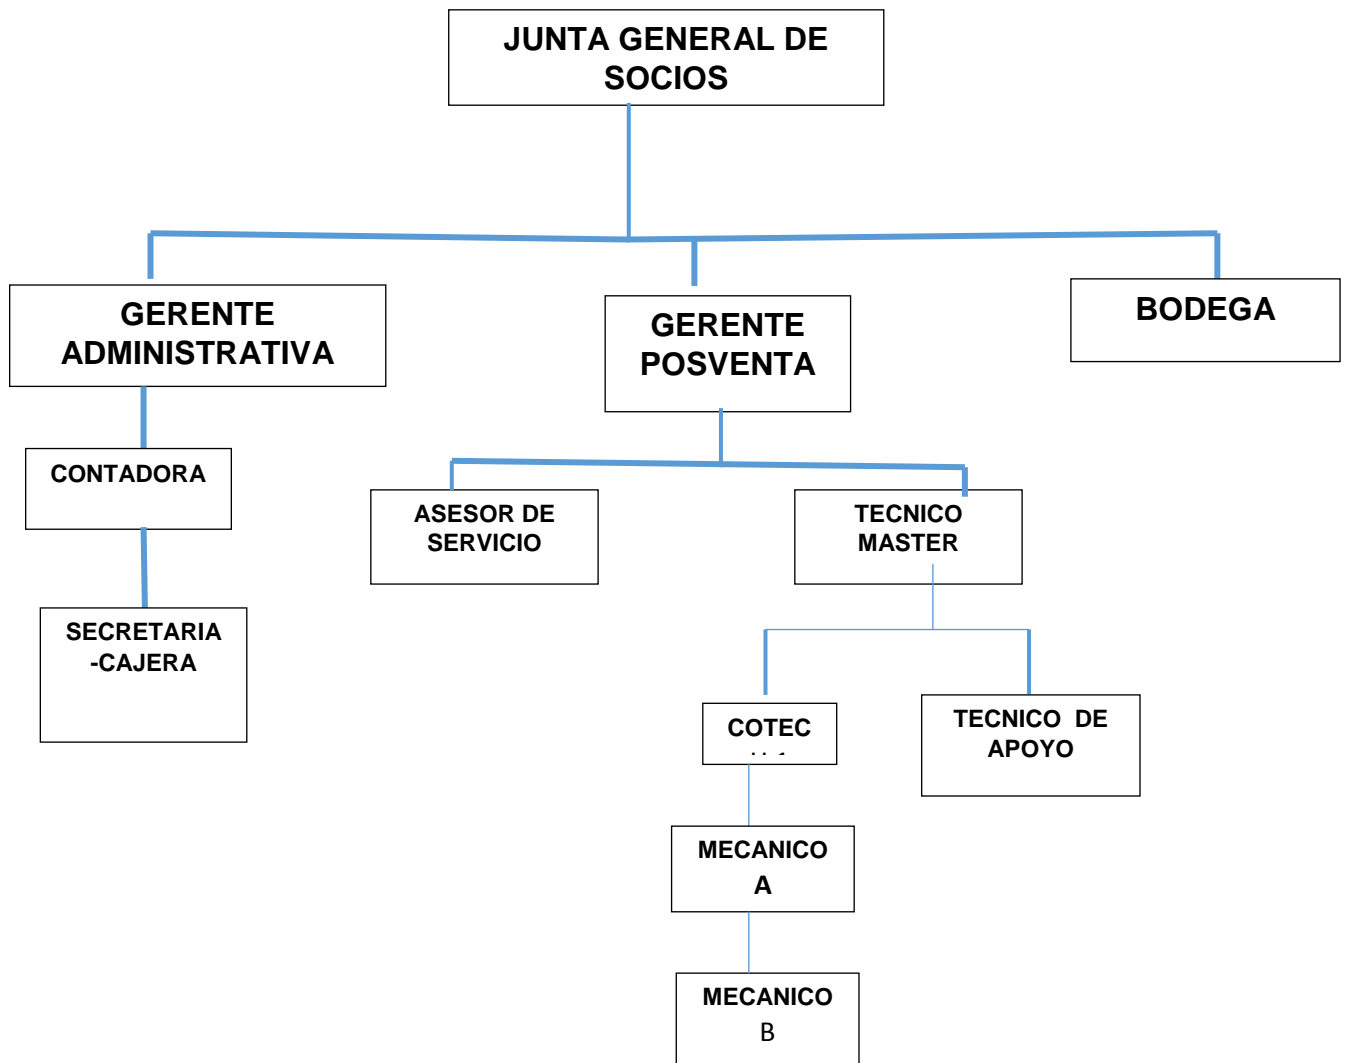 JUNTA GENERAL DE
SOCIOS
GERENTE
ADMINISTRATIVA
GERENTE
POSVENTA
BODEGA
CONTADORA
ASESOR DE
SERVICIO
TECNICO
MASTER
SECRETARIA
-CAJERA
COTEC
TECNICO DE
APOYO
MECANICO
A
MECANICO
B